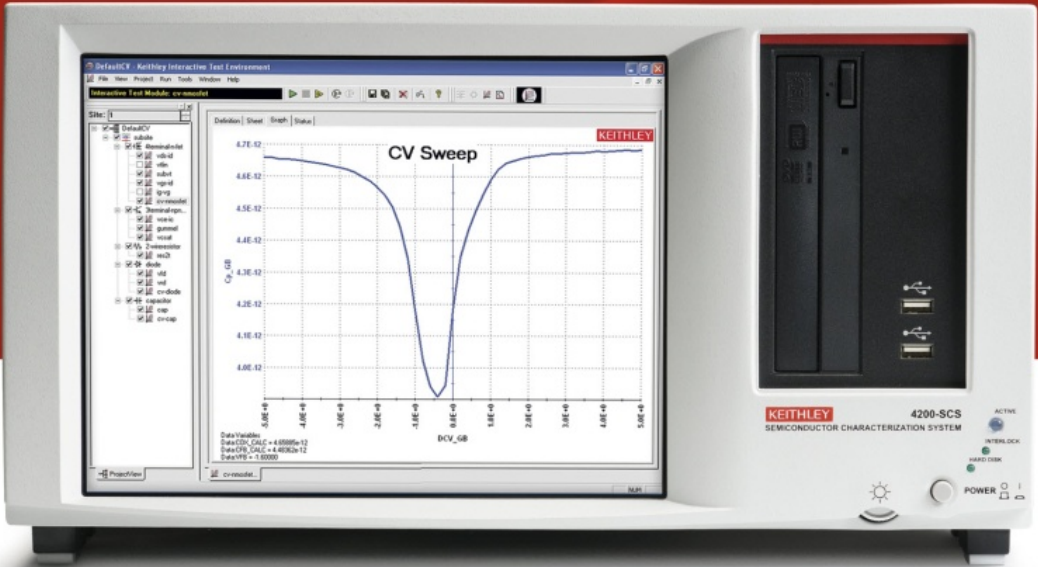 DefaultCV - Keithley Interactive Test Environment
File View Project Run Tools Window Help
Interactive Test Module: cv-nmosfet
Site: 1
DefaultCV
subsite
4terminal-n-fet
vds-id
vtlin
subvt
vgs-id
ig-vg
cv-nmosfet
3terminal-npn...
vce-ic
gummel
vcsat
2-wireresistor
res2t
diode
vfd
vrd
cv-diode
capacitor
cap
cv-cap
ProjectView
Definition Sheet Graph Status
KEITHLEY
CV Sweep
4.7E-12
4.6E-12
4.5E-12
4.4E-12
4.3E-12
4.2E-12
4.1E-12
4.0E-12
Cp_GB
-5.0E+0 -4.0E+0 -3.0E+0 -2.0E+0 -1.0E+0 0.0E+0 1.0E+0 2.0E+0 3.0E+0 4.0E+0 5.0E+0
DCV_GB
Data:Variables
Data:VFB = -1.60000
cv-nmosfet...
NUM
KEITHLEY 4200-SCS
SEMICONDUCTOR CHARACTERIZATION SYSTEM
ACTIVE
INTERLOCK
HARD DISK
POWER